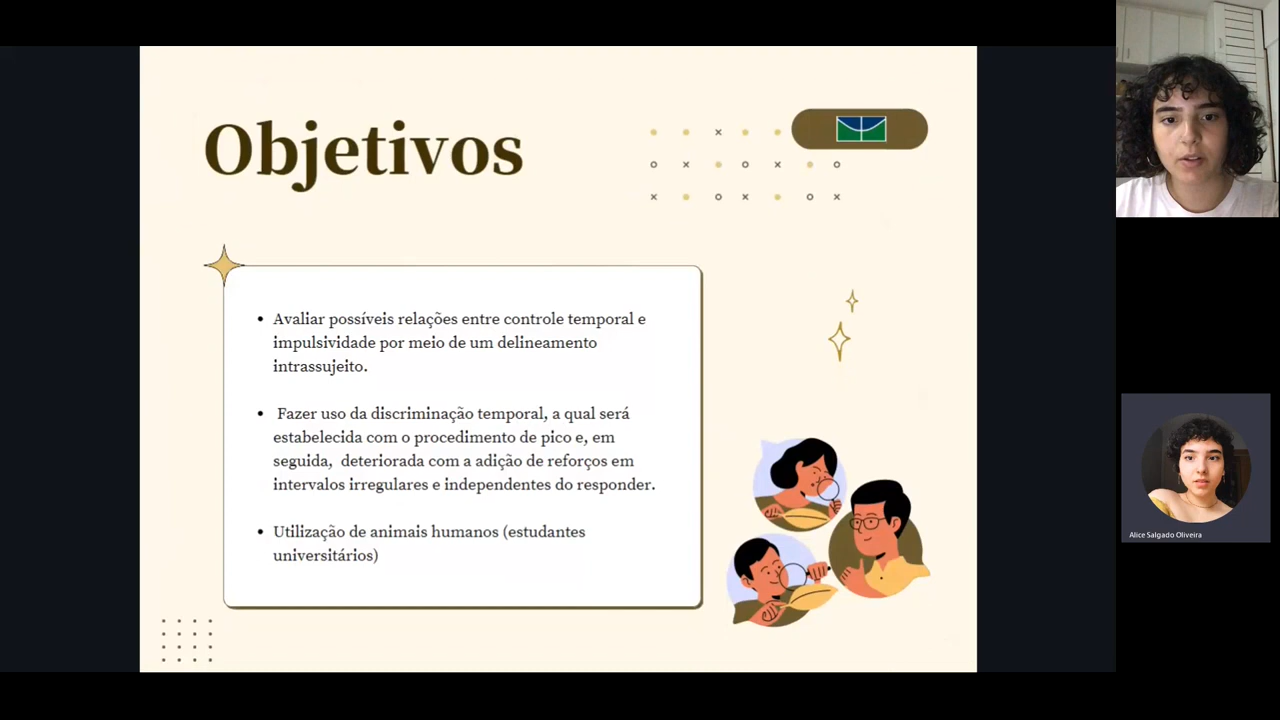 Objetivos
• Avaliar possíveis relações entre controle temporal e
impulsividade por meio de um delineamento
intrassujeito.
• Fazer uso da discriminação temporal, a qual será
estabelecida com o procedimento de pico e, em
seguida, deteriorada com a adição de reforços em
intervalos irregulares e independentes do responder.
• Utilização de animais humanos (estudantes
universitários)
Alice Salgado Oliveira